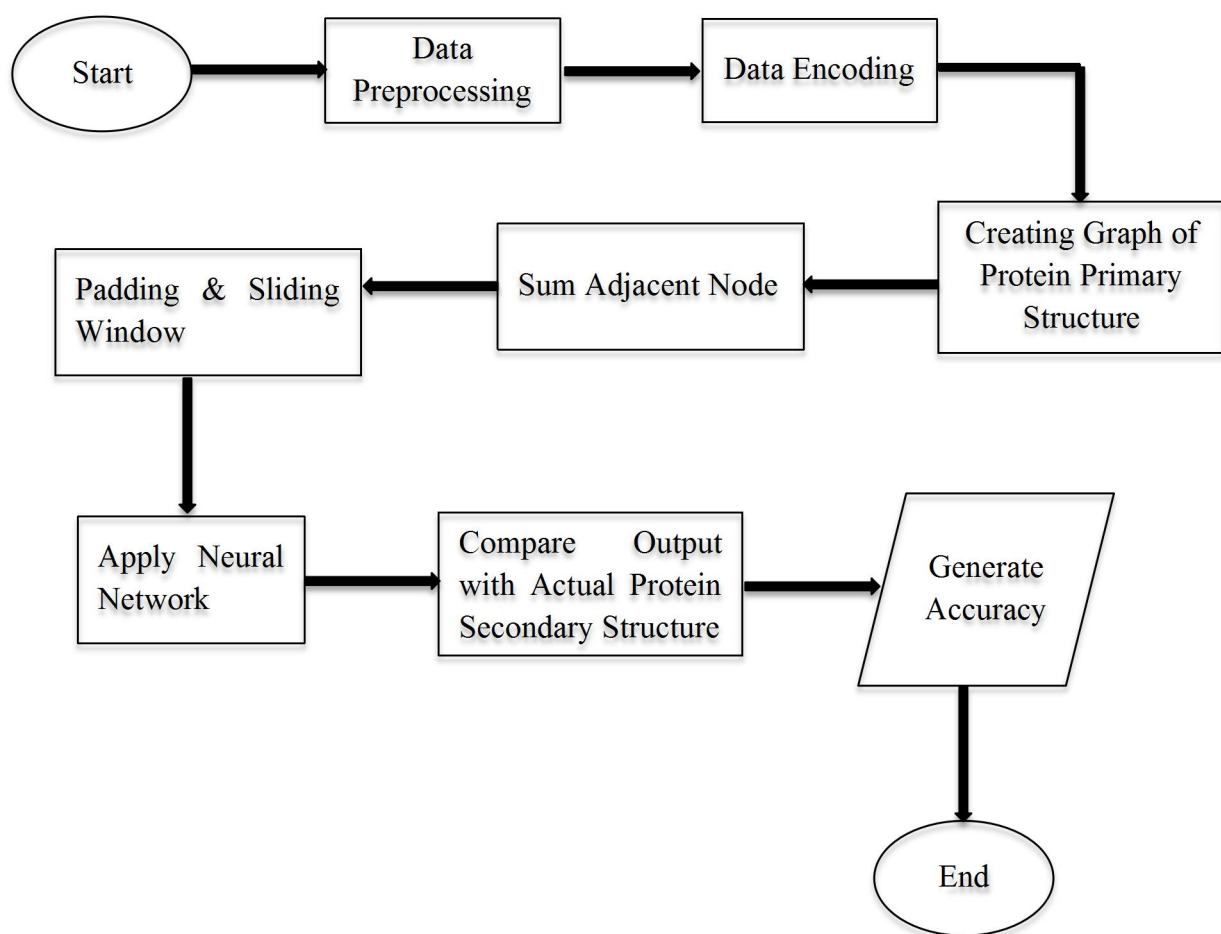 Start
Data
Preprocessing
Data Encoding
Creating Graph of
Protein Primary
Structure
Sum Adjacent Node
Padding & Sliding
Window
Apply Neural
Network
Compare Output
with Actual Protein
Secondary Structure
Generate
Accuracy
End